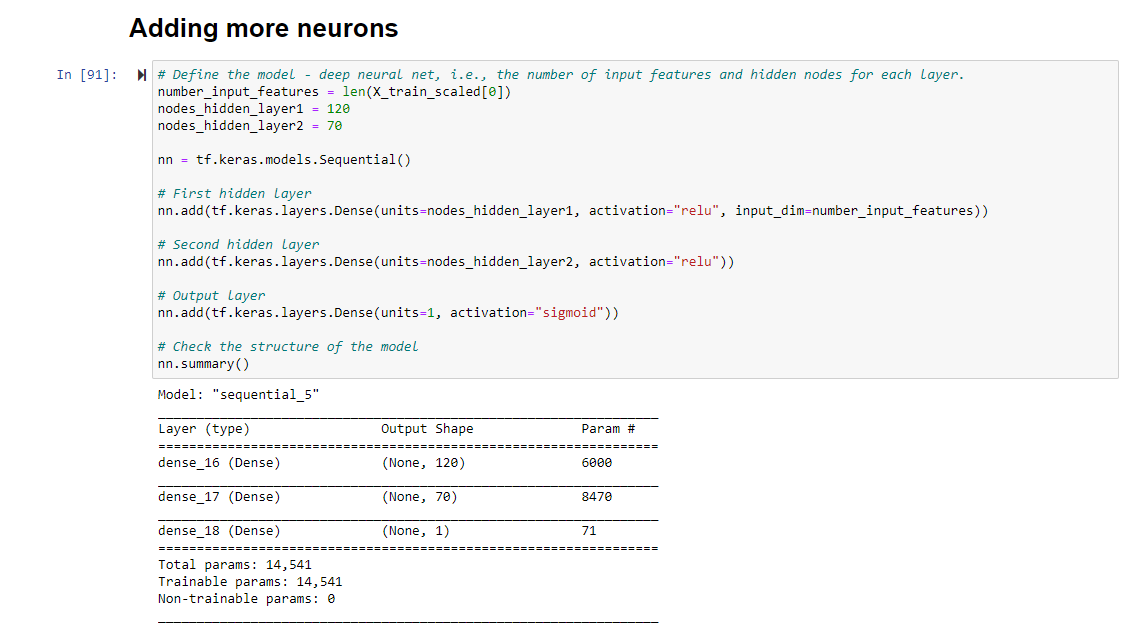 Adding more neurons
In [91]:
# Define the model - deep neural net, i.e., the number of input features and hidden nodes for each layer.
number_input_features = len(X_train_scaled[0])
nodes_hidden_layer1 = 120
nodes_hidden_layer2 = 70
nn = tf.keras.models.Sequential()
# First hidden layer
nn.add(tf.keras.layers.Dense(units=nodes_hidden_layer1, activation="relu", input_dim=number_input_features))
# Second hidden layer
nn.add(tf.keras.layers.Dense(units=nodes_hidden_layer2, activation="relu"))
# Output layer
nn.add(tf.keras.layers.Dense(units=1, activation="sigmoid"))
# Check the structure of the model
nn.summary()
Model: "sequential_5"
_________________________________________________________________
Layer (type) Output Shape Param #
=================================================================
dense_16 (Dense) (None, 120) 6000
_________________________________________________________________
dense_17 (Dense) (None, 70) 8470
_________________________________________________________________
dense_18 (Dense) (None, 1) 71
=================================================================
Total params: 14,541
Trainable params: 14,541
Non-trainable params: 0
_________________________________________________________________